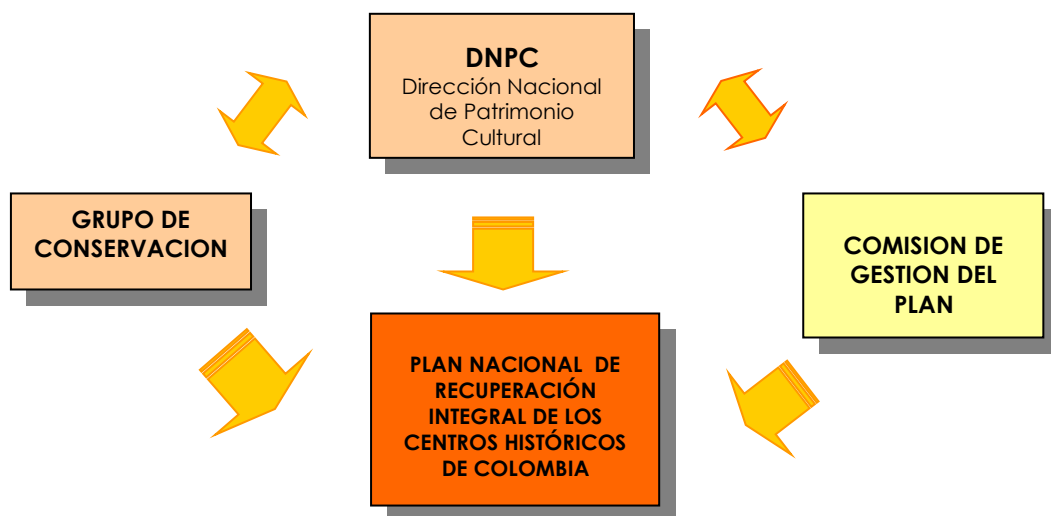 DNPC
Dirección Nacional
de Patrimonio
Cultural
GRUPO DE
CONSERVACION
COMISION DE
GESTION DEL
PLAN
PLAN NACIONAL DE
RECUPERACIÓN
INTEGRAL DE LOS
CENTROS HISTÓRICOS
DE COLOMBIA